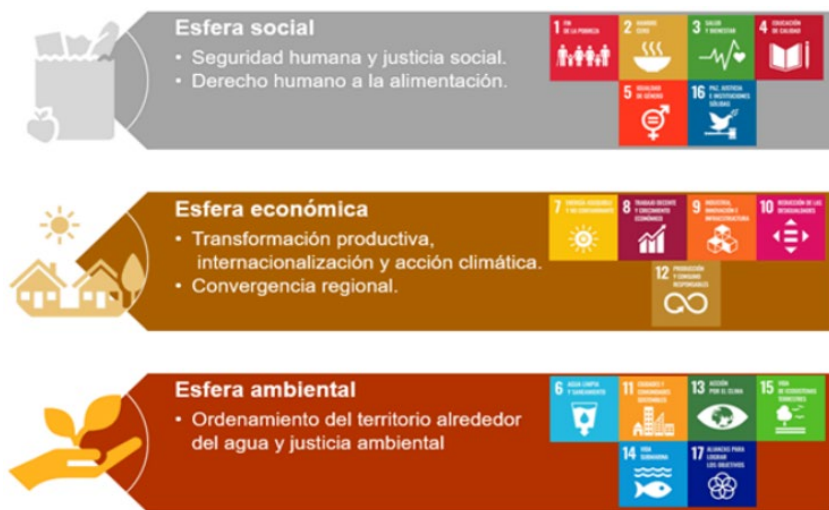 Esfera social
• Seguridad humana y justicia social.
• Derecho humano a la alimentación.
1 FIN
DE LA POBREZA
2 HAMBRE
CERO
3 SALUD
Y BIENESTAR
4 EDUCACIÓN
DE CALIDAD
5 IGUALDAD
DE GÉNERO
16 PAZ, JUSTICIA
E INSTITUCIONES
SÓLIDAS
Esfera económica
• Transformación productiva,
internacionalización y acción climática.
• Convergencia regional.
7 ENERGÍA ASEQUIBLE
Y NO CONTAMINANTE
8 TRABAJO DECENTE
Y CRECIMIENTO
ECONÓMICO
9 INDUSTRIA,
INNOVACIÓN E
INFRAESTRUCTURA
10 REDUCCIÓN DE LAS
DESIGUALDADES
12 PRODUCCIÓN
Y CONSUMO
RESPONSABLES
Esfera ambiental
• Ordenamiento del territorio alrededor
del agua y justicia ambiental
6 AGUA LIMPIA
Y SANEAMIENTO
11 CIUDADES Y
COMUNIDADES
SOSTENIBLES
13 ACCIÓN
POR EL CLIMA
15 VIDA
DE ECOSISTEMAS
TERRESTRES
14 VIDA
SUBMARINA
17 ALIANZAS PARA
LOGRAR
LOS OBJETIVOS